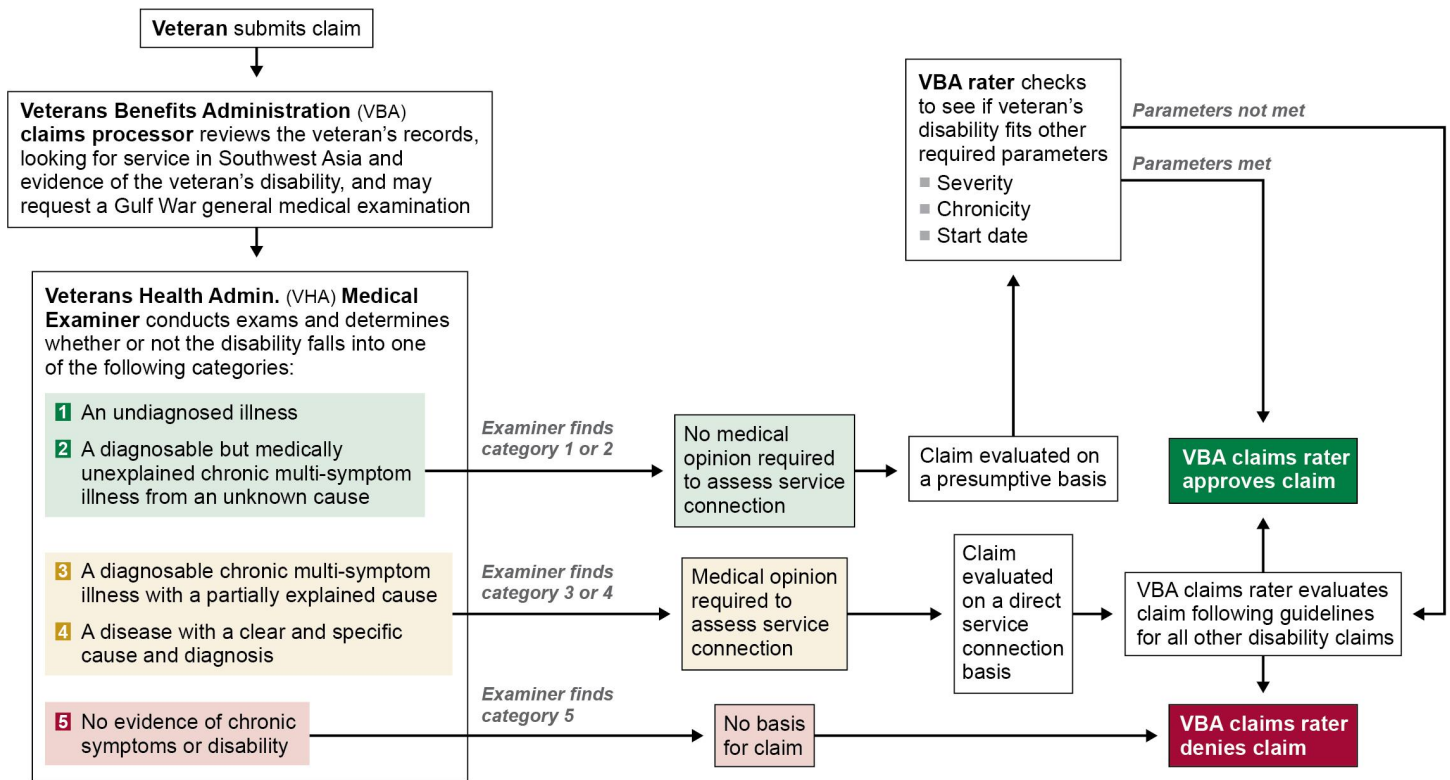 Veteran submits claim
Veterans Benefits Administration (VBA)
claims processor reviews the veteran's records,
looking for service in Southwest Asia and
evidence of the veteran's disability, and may
request a Gulf War general medical examination
Veterans Health Admin. (VHA) Medical
Examiner conducts exams and determines
whether or not the disability falls into one
of the following categories:
1 An undiagnosed illness
2 A diagnosable but medically
unexplained chronic multi-symptom
illness from an unknown cause
3 A diagnosable chronic multi-symptom
illness with a partially explained cause
4 A disease with a clear and specific
cause and diagnosis
5 No evidence of chronic
symptoms or disability
Examiner finds
category 1 or 2
No medical
opinion required
to assess service
connection
Claim evaluated on
a presumptive basis
VBA rater checks
to see if veteran's
disability fits other
required parameters
Severity
Chronicity
Start date
Parameters not met
Parameters met
Examiner finds
category 3 or 4
Medical opinion
required to
assess service
connection
Claim
evaluated
on a direct
service
connection
basis
VBA claims rater evaluates
claim following guidelines
for all other disability claims
VBA claims rater
approves claim
Examiner finds
category 5
No basis
for claim
VBA claims rater
denies claim